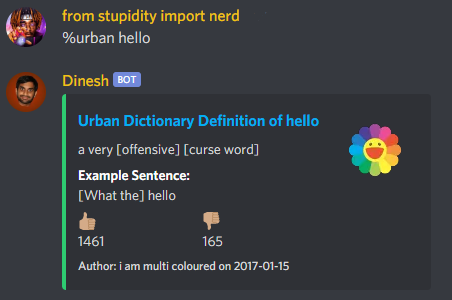 from stupidity import nerd
%urban hello
Dinesh BOT
Urban Dictionary Definition of hello
a very [offensive] [curse word]
Example Sentence:
[What the] hello
👍🏼 👎🏼
1461 165
Author: i am multi coloured on 2017-01-15